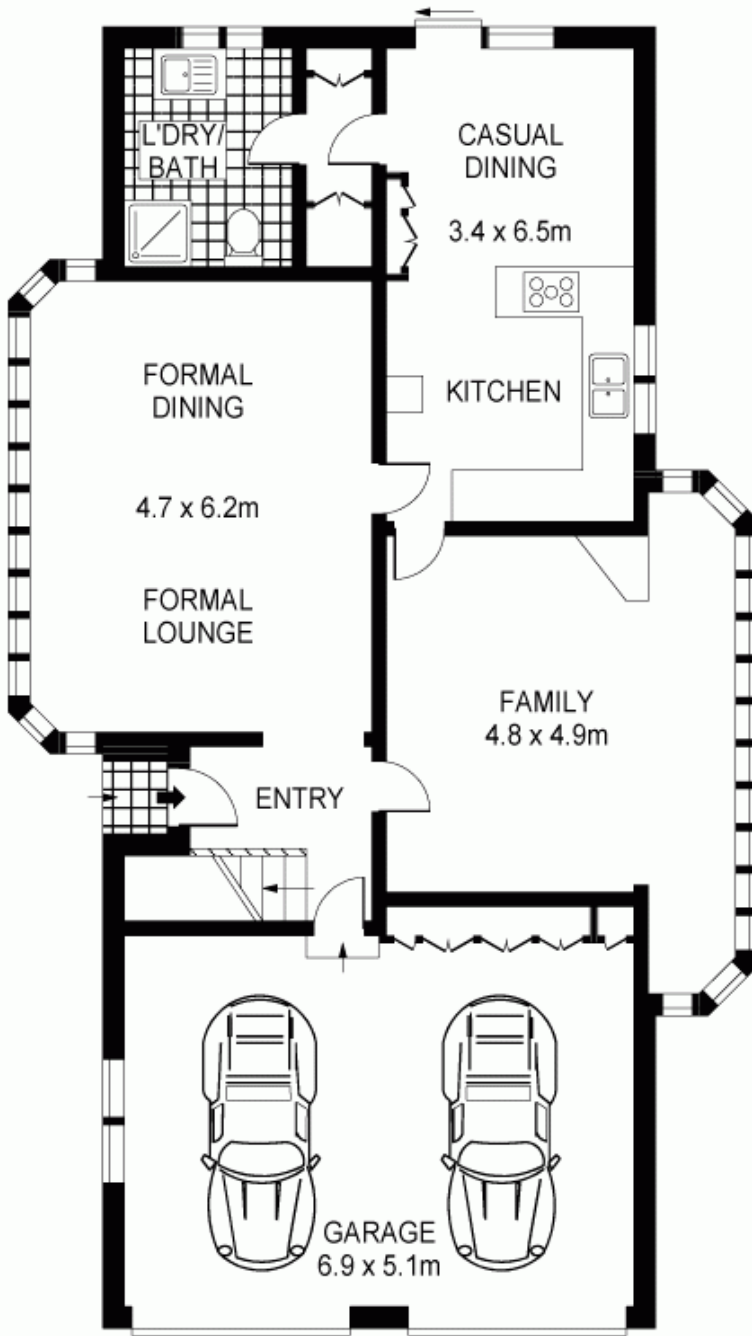 L'DRY/
BATH
CASUAL
DINING
3.4 x 6.5m
FORMAL
DINING
KITCHEN
4.7 x 6.2m
FORMAL
LOUNGE
FAMILY
4.8 x 4.9m
ENTRY
GARAGE
6.9 x 5.1m